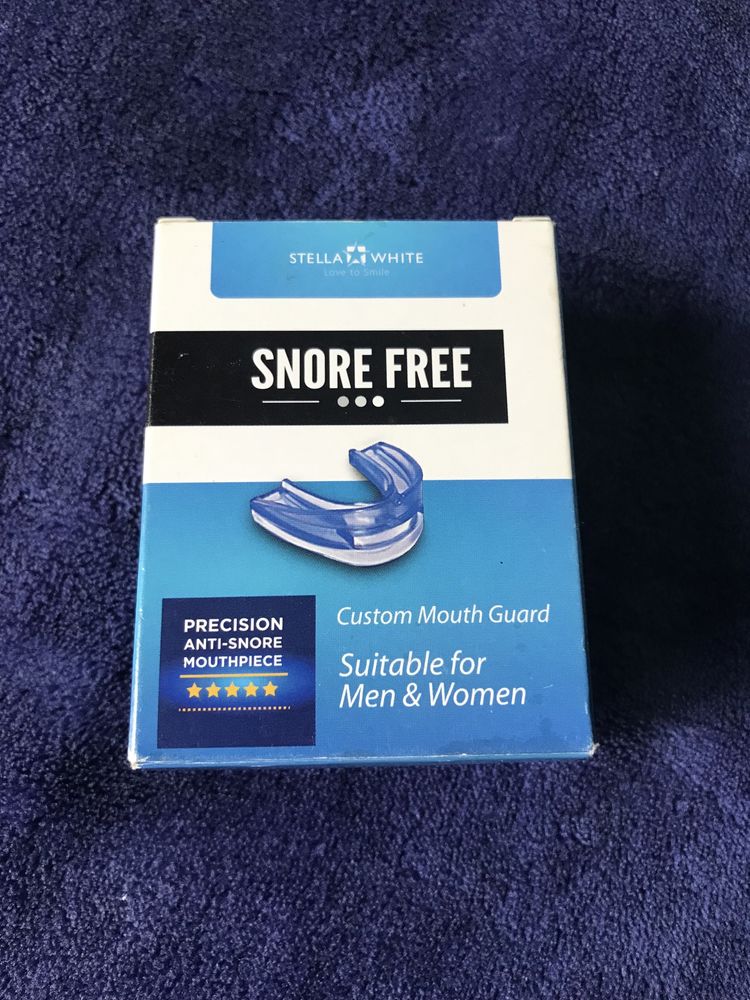 STELLA WHITE
Love to Smile
SNORE FREE
PRECISION
ANTI-SNORE
MOUTHPIECE
Custom Mouth Guard
Suitable for
Men & Women